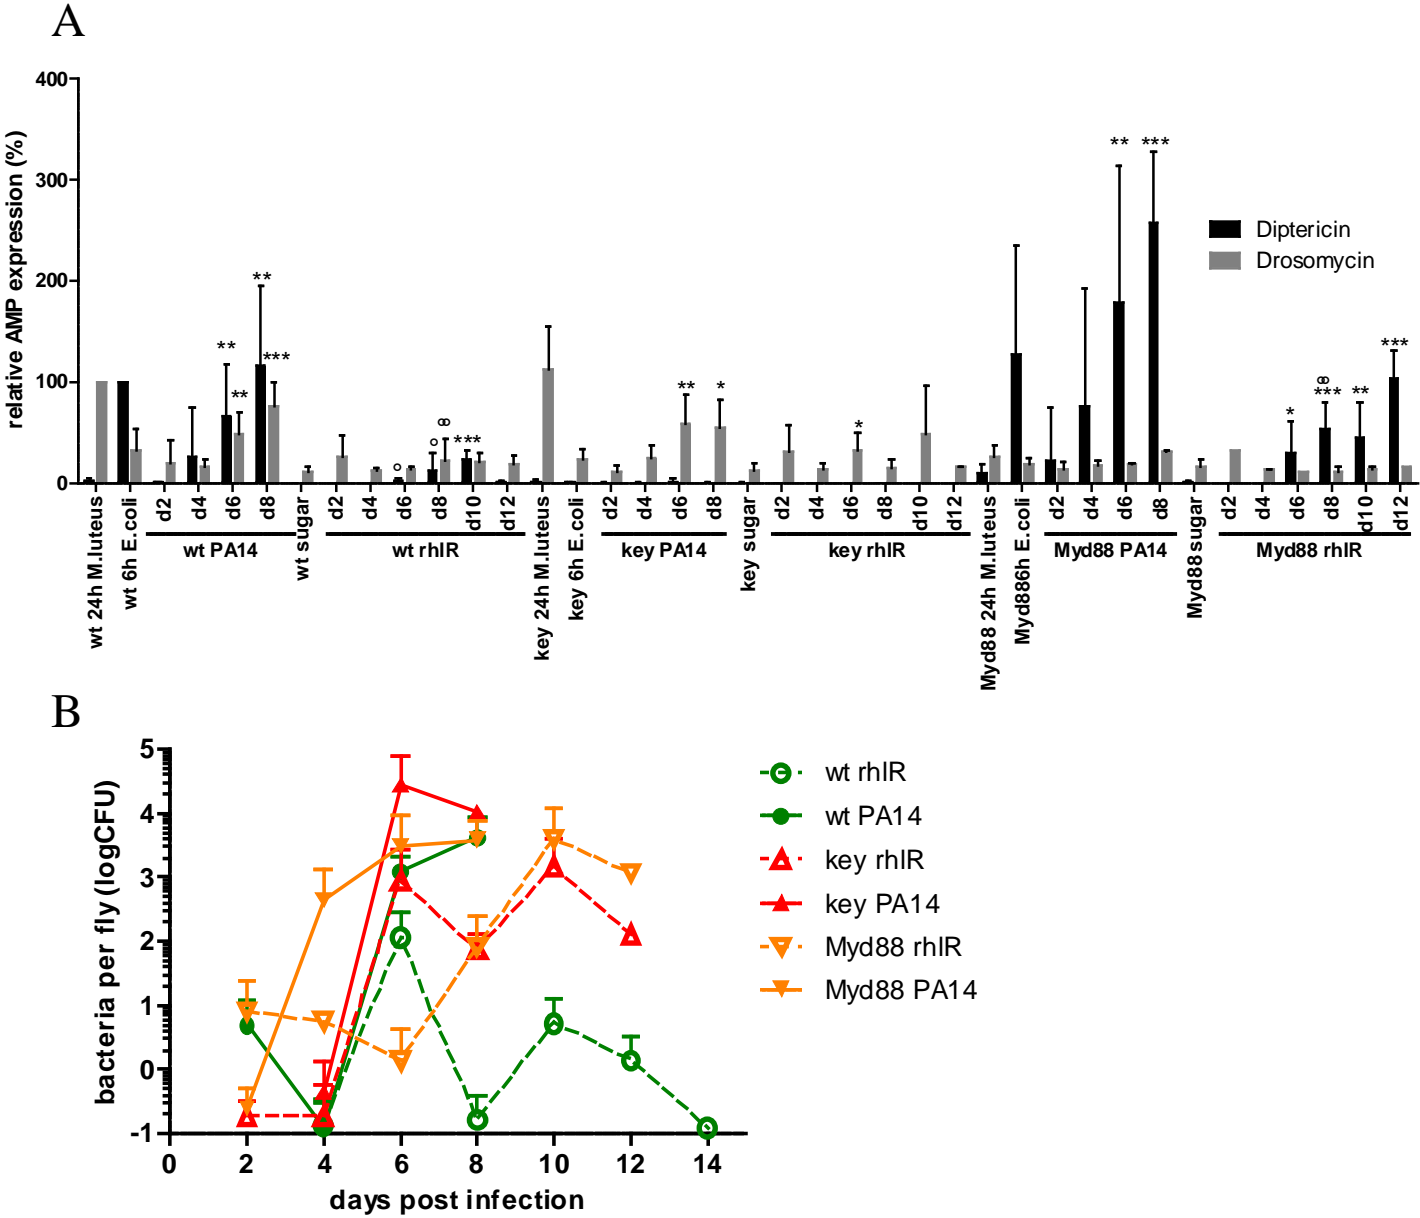 A
relative AMP expression (%)
400
300
200
100
0
** ** ** *** ° ° °° *** ** * * ** *** * °° *** ** ***
Diptericin
Drosomycin
wt 24h M.luteus
wt 6h E.coli
d2 d4 d6 d8
wt PA14
wt sugar
d2 d4 d6 d8 d10 d12
wt rhlR
key 24h M.luteus
key 6h E.coli
d2 d4 d6 d8
key PA14
key sugar
d2 d4 d6 d8 d10 d12
key rhlR
Myd88 24h M.luteus
Myd886h E.coli
d2 d4 d6 d8
Myd88 PA14
Myd88 sugar
d2 d4 d6 d8 d10 d12
Myd88 rhlR
B
bacteria per fly (logCFU)
5
4
3
2
1
0
-1
0 2 4 6 8 10 12 14
days post infection
wt rhlR
wt PA14
key rhlR
key PA14
Myd88 rhlR
Myd88 PA14